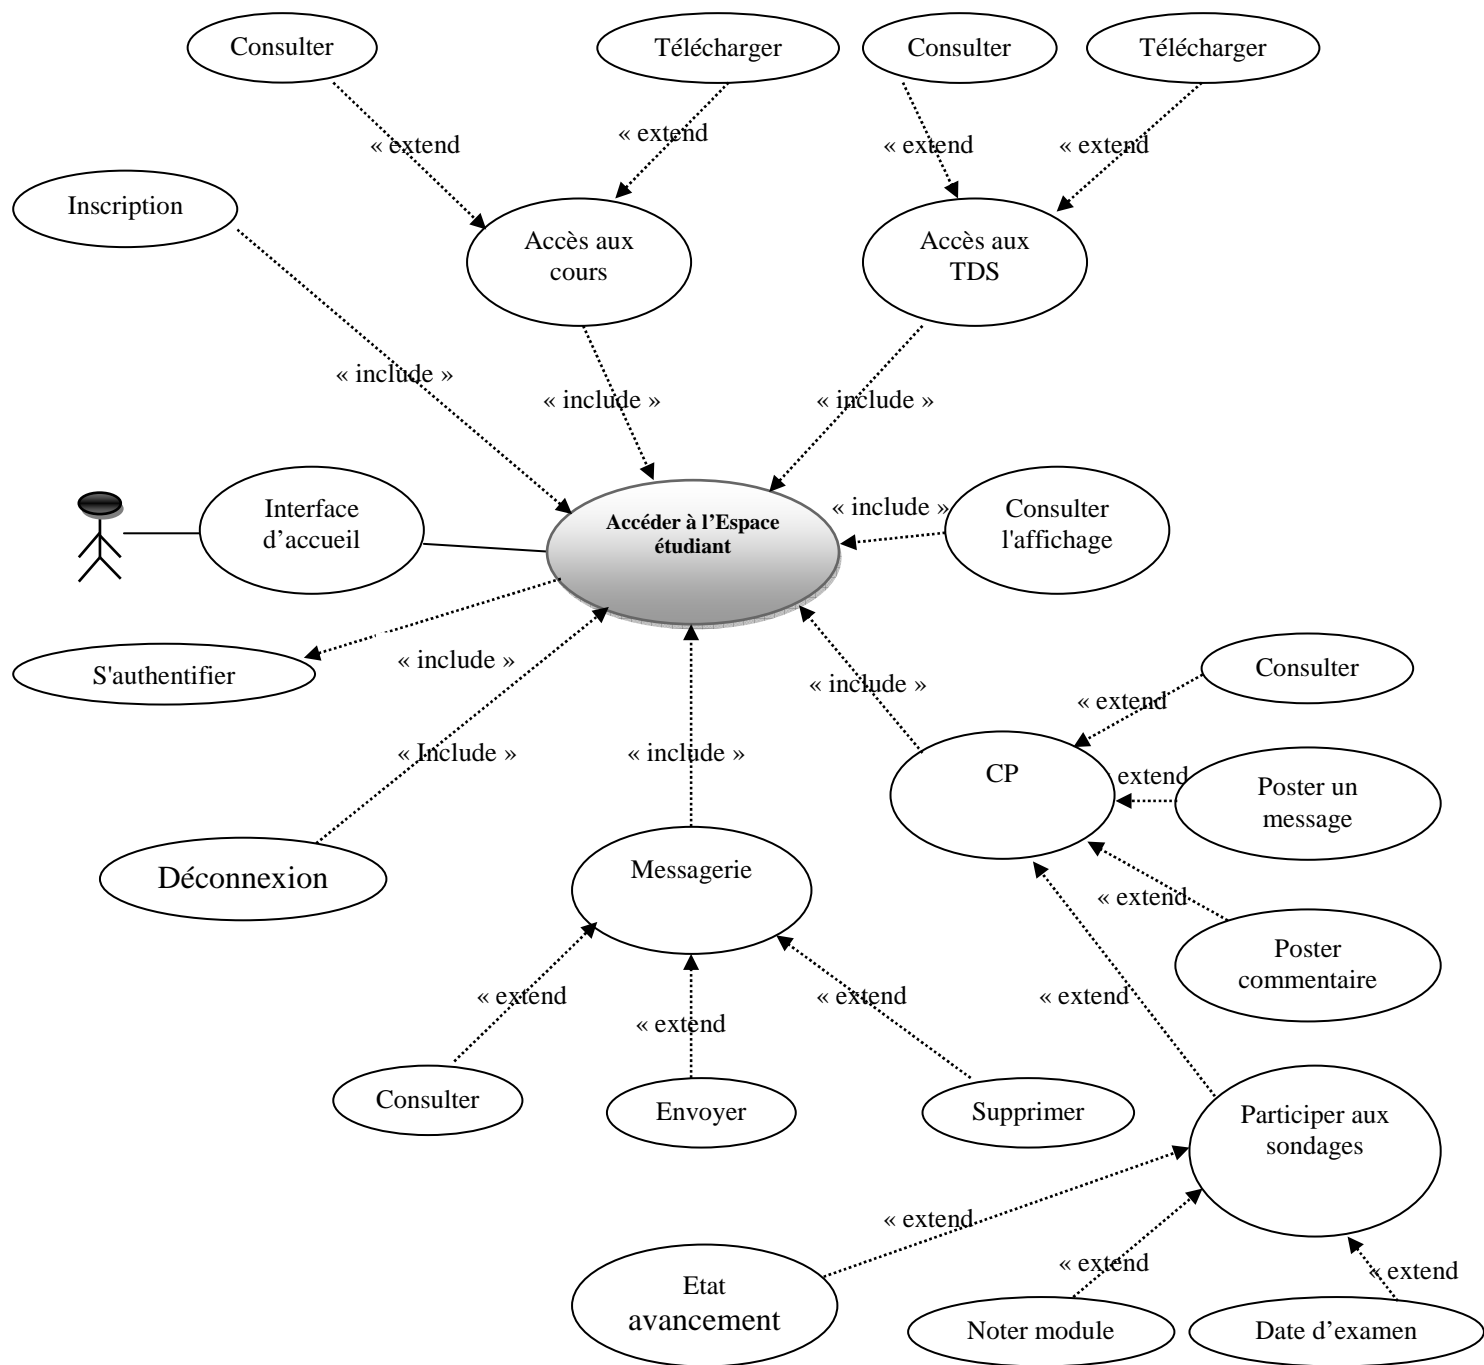 Consulter
Télécharger
Consulter
Télécharger
« extend
« extend
« extend
« extend
Inscription
Accès aux
cours
Accès aux
TDS
« include »
« include »
« include »
Interface
d’accueil
Accéder à l’Espace
étudiant
« include »
Consulter
l'affichage
S'authentifier
« include »
« include »
Consulter
« extend
« Include »
« include »
CP
extend
Poster un
message
Déconnexion
Messagerie
« extend
Poster
commentaire
« extend
« extend
« extend
« extend
Consulter
Envoyer
Supprimer
Participer aux
sondages
« extend
« extend
« extend
Etat
avancement
Noter module
Date d’examen